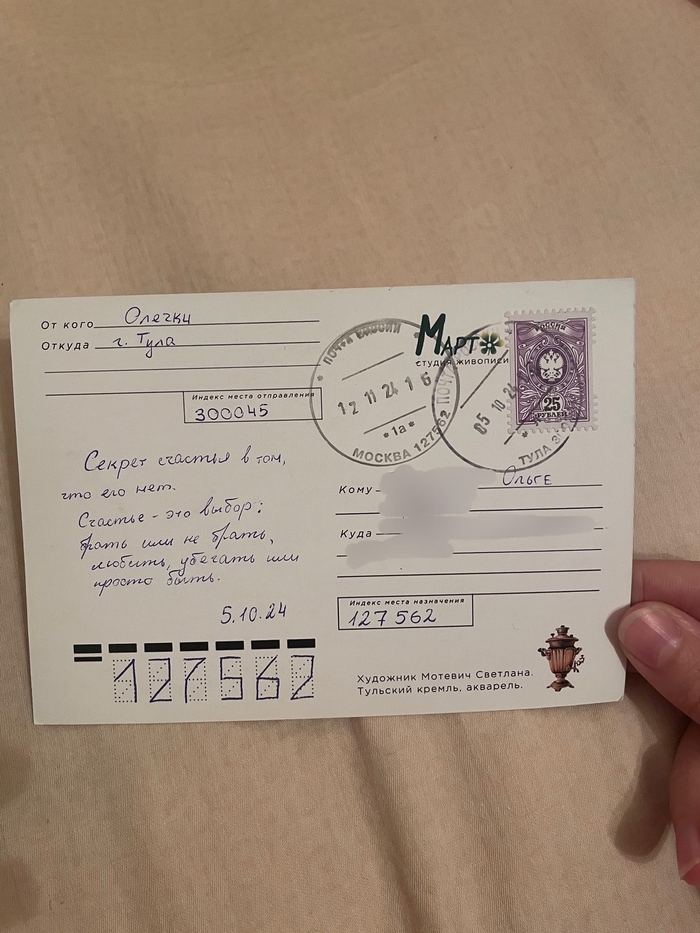 От кого Олечки
Откуда г. Тула
Индекс места отправления
300045
Секрет счастья в том,
что его нет.
Счастье - это выбор:
брать или не брать,
любить, убегать или
просто быть.
5.10.24
127562
ПОЧТА РОССИИ
12 11 24 16
*1а*
МОСКВА 127562
МАРТ
студия живописи
РОССИЯ
25
РУБЛЕЙ
05 10 24
ТУЛА
Кому Ольге
Куда
Индекс места назначения
127562
Художник Мотевич Светлана.
Тульский кремль, акварель.